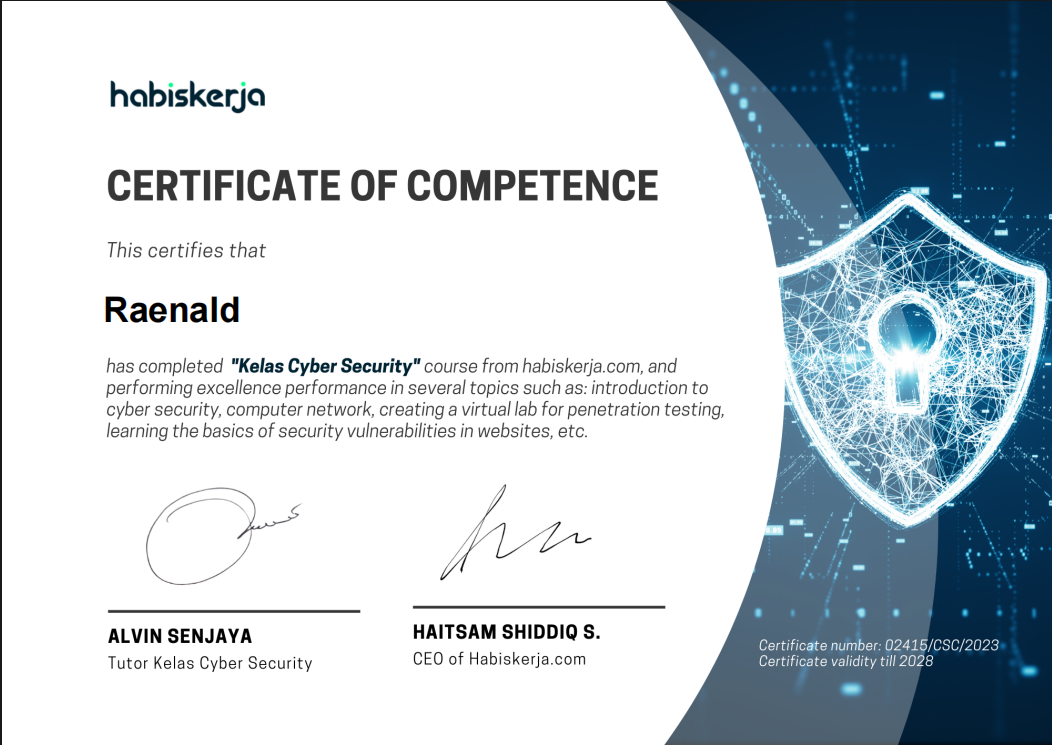 habiskerja
CERTIFICATE OF COMPETENCE
This certifies that
Raenald
has completed "Kelas Cyber Security" course from habiskerja.com, and
performing excellence performance in several topics such as: introduction to
cyber security, computer network, creating a virtual lab for penetration testing,
learning the basics of security vulnerabilities in websites, etc.
ALVIN SENJAYA
Tutor Kelas Cyber Security
HAITSAM SHIDDIQ S.
CEO of Habiskerja.com
Certificate number: 02415/CSC/2023
Certificate validity till 2028